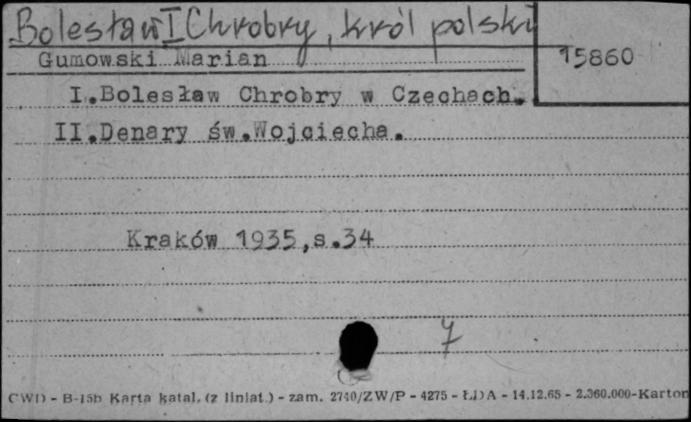 Bolesław I Chrobry, król polski
Gumowski Marian
15860
I.Bolesław Chrobry w Czechach.
II.Denary św.Wojciecha.
Kraków 1935,s.34
7
CWD - B-15b Karta katal. (z liniat.) - zam. 2740/ZW/P - 4275 - ŁDA - 14.12.65 - 2.360.000-Karton